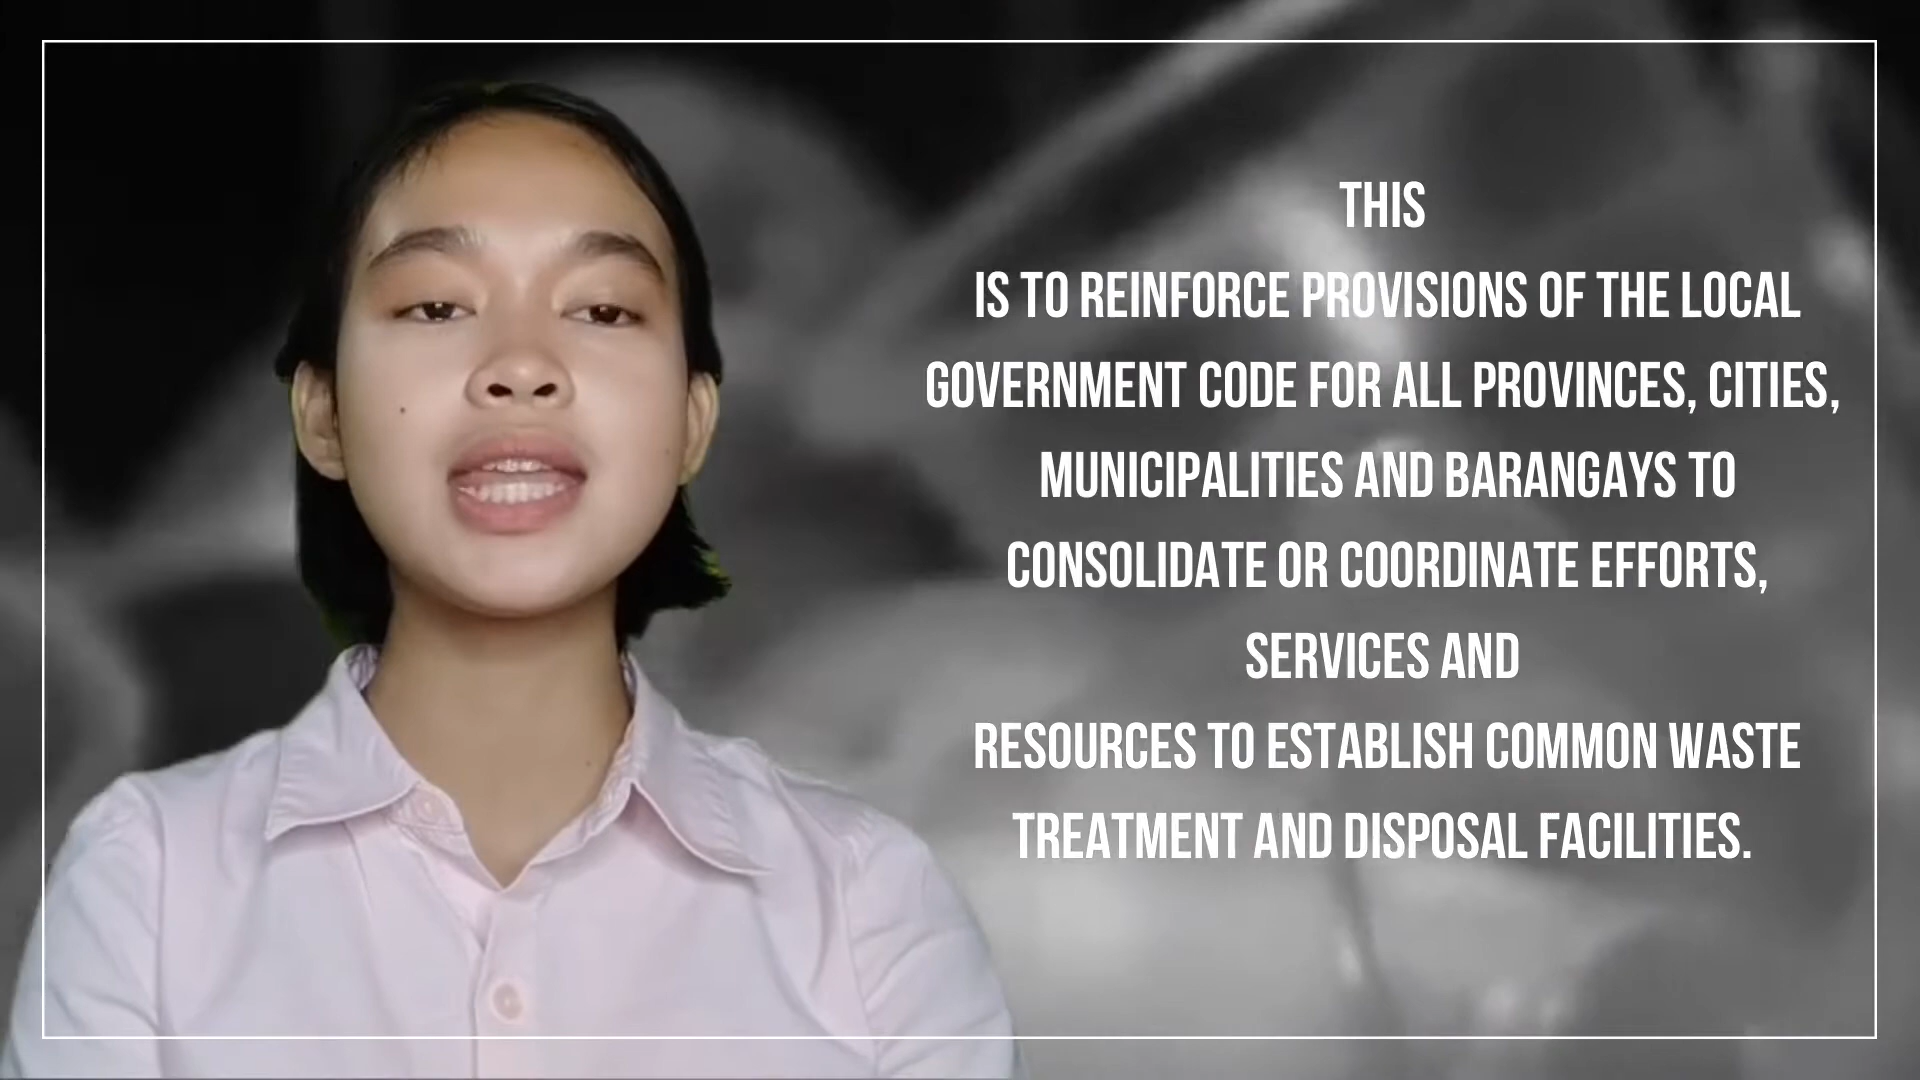 THIS
IS TO REINFORCE PROVISIONS OF THE LOCAL
GOVERNMENT CODE FOR ALL PROVINCES, CITIES,
MUNICIPALITIES AND BARANGAYS TO
CONSOLIDATE OR COORDINATE EFFORTS,
SERVICES AND
RESOURCES TO ESTABLISH COMMON WASTE
TREATMENT AND DISPOSAL FACILITIES.